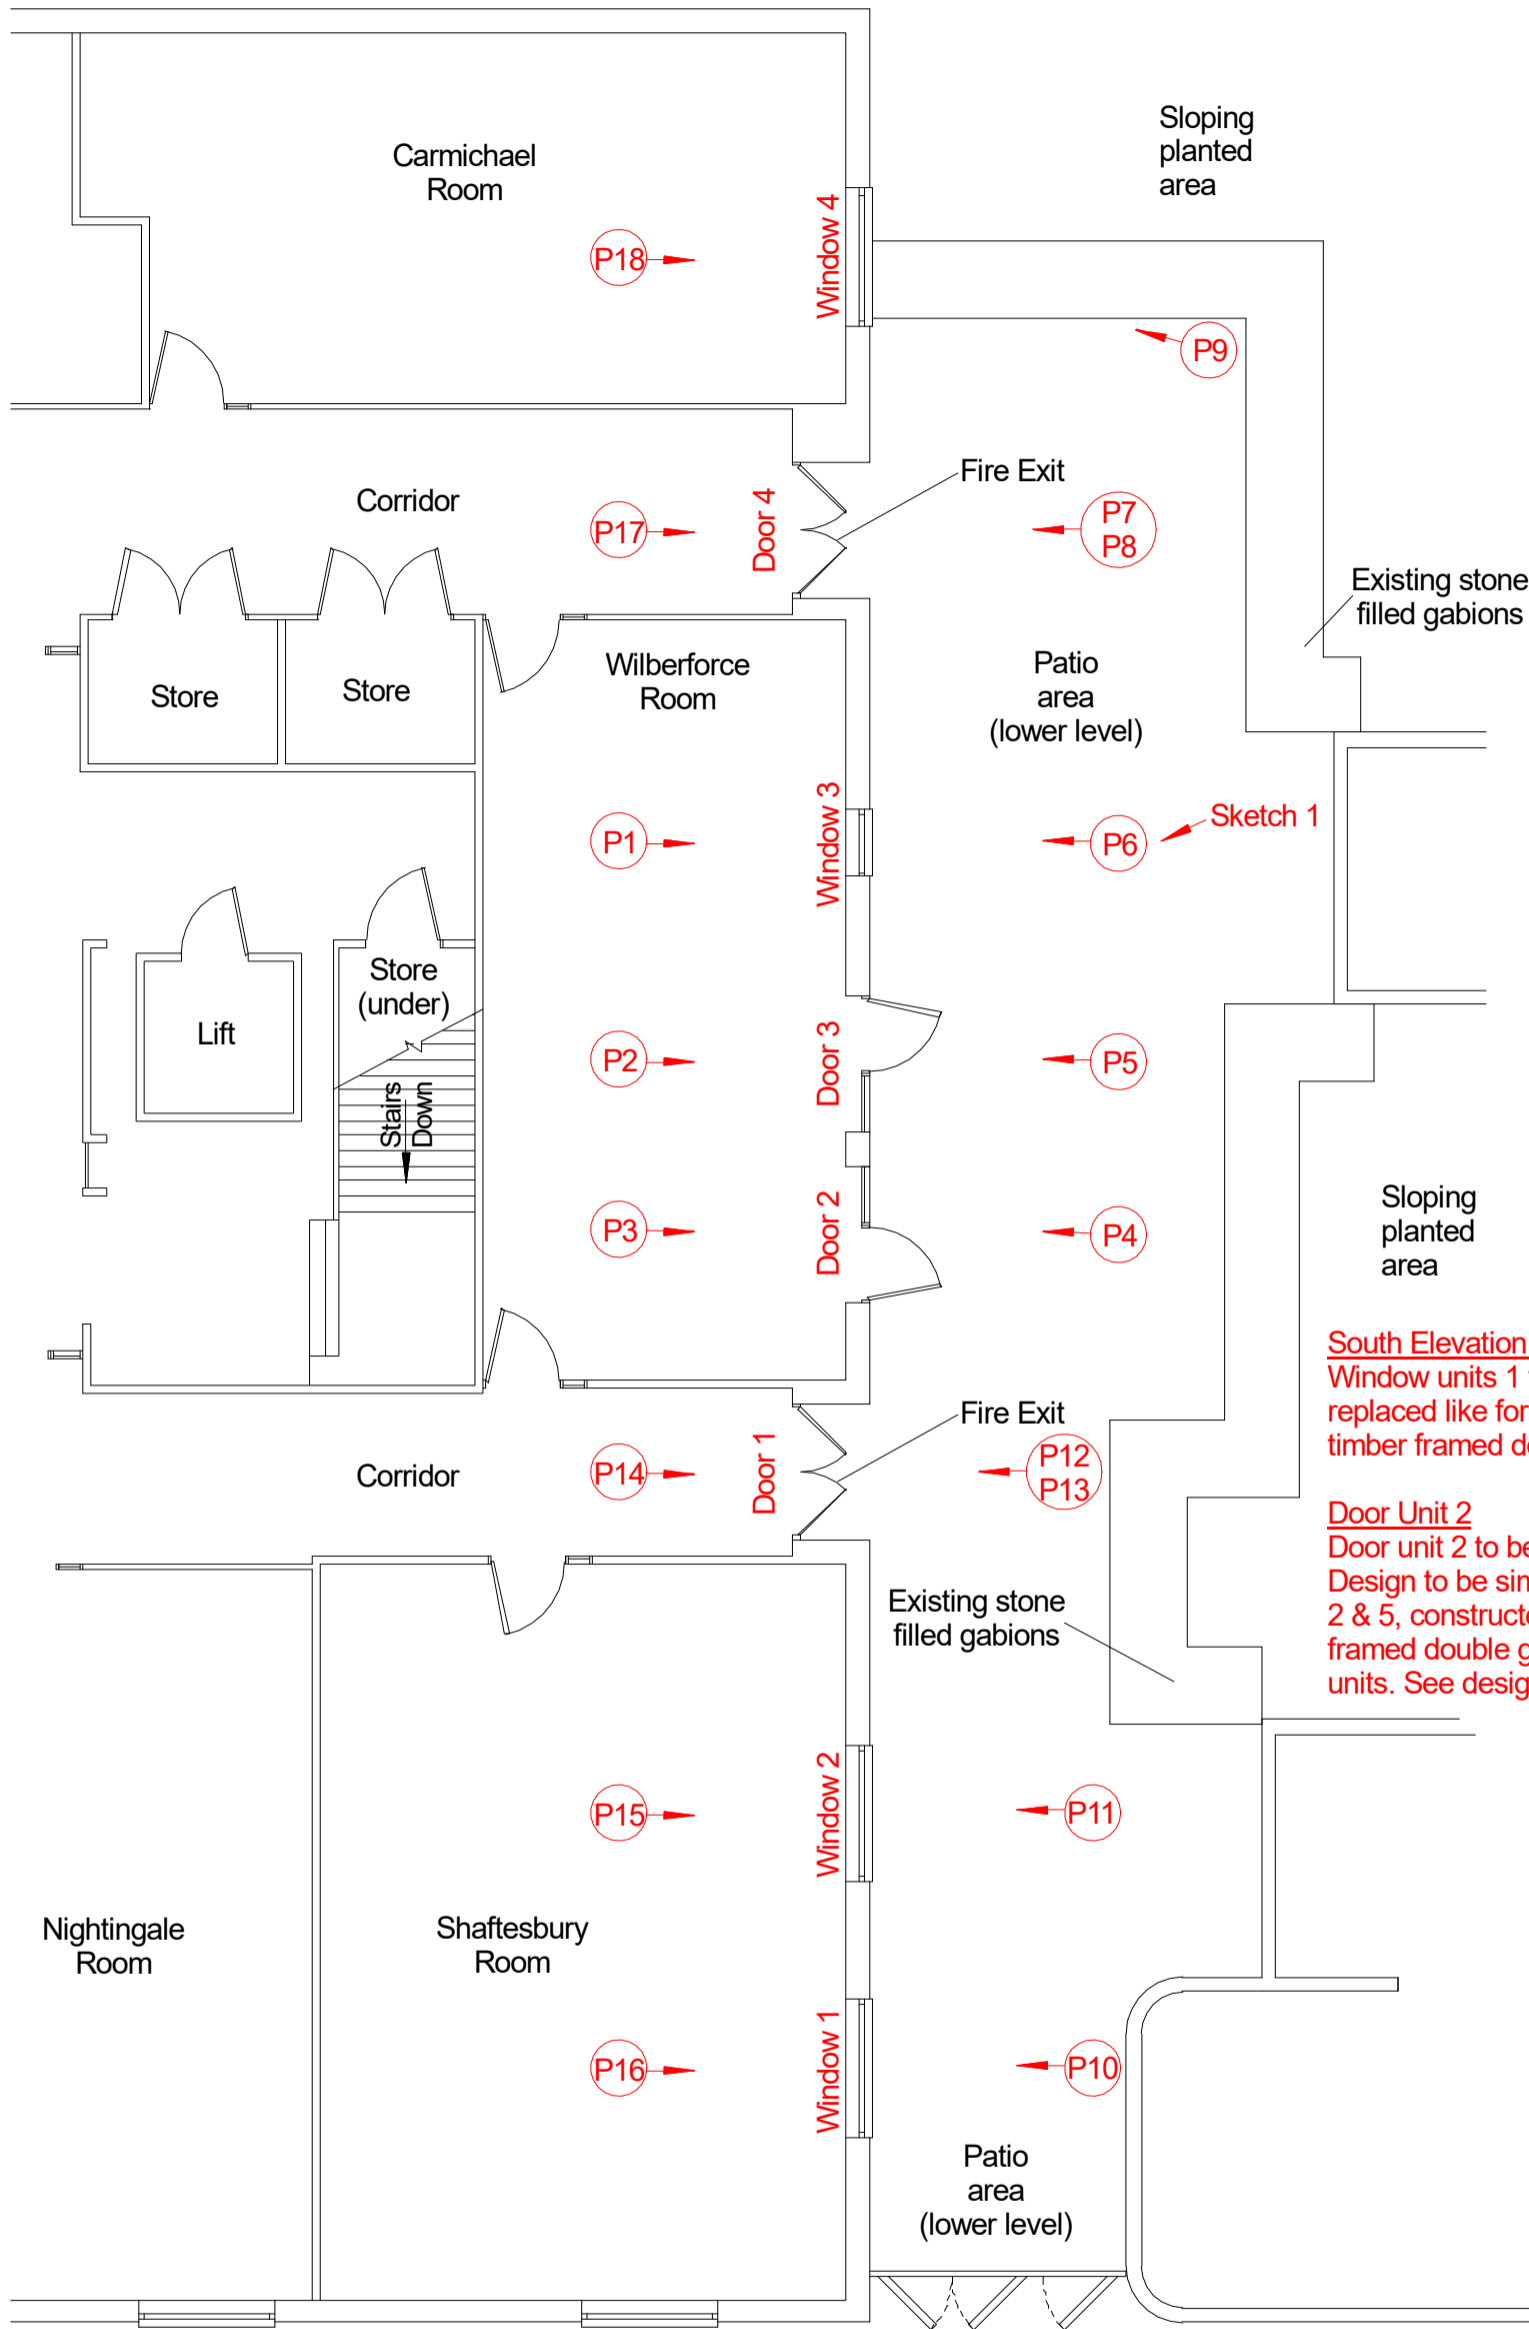 Sloping
planted
area
Carmichael
Room
Window 4
P18
P9
Fire Exit
Corridor
P17
Door 4
P7
P8
Existing stone
filled gabions
Wilberforce
Room
Patio
area
(lower level)
Store
Store
Window 3
Sketch 1
P1
P6
Store
(under)
Lift
P2
Door 3
P5
Stairs
Down
P3
Door 2
P4
Sloping
planted
area
South Elevation
Window units 1
replaced like for
timber framed
Fire Exit
Corridor
P14
Door 1
P12
P13
Door Unit 2
Door unit 2 to be
Design to be
2 & 5,
framed double
units. See
Existing stone
filled gabions
Window 2
P15
P11
Nightingale
Room
Shaftesbury
Room
Window 1
P16
P10
Patio
area
(lower level)